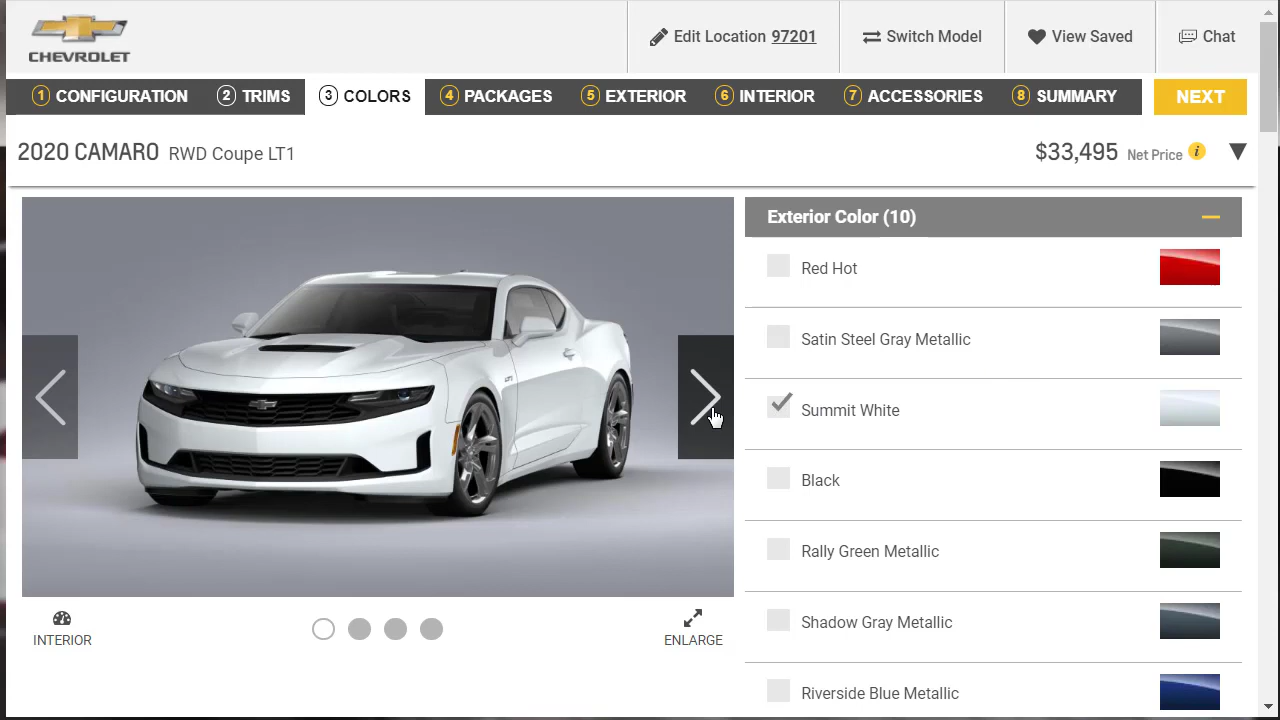 CHEVROLET
Edit Location 97201
Switch Model
View Saved
Chat
1 CONFIGURATION
2 TRIMS
3 COLORS
4 PACKAGES
5 EXTERIOR
6 INTERIOR
7 ACCESSORIES
8 SUMMARY
NEXT
2020 CAMARO RWD Coupe LT1
$33,495 Net Price i
Exterior Color (10)
Red Hot
Satin Steel Gray Metallic
Summit White
Black
Rally Green Metallic
Shadow Gray Metallic
Riverside Blue Metallic
INTERIOR
ENLARGE